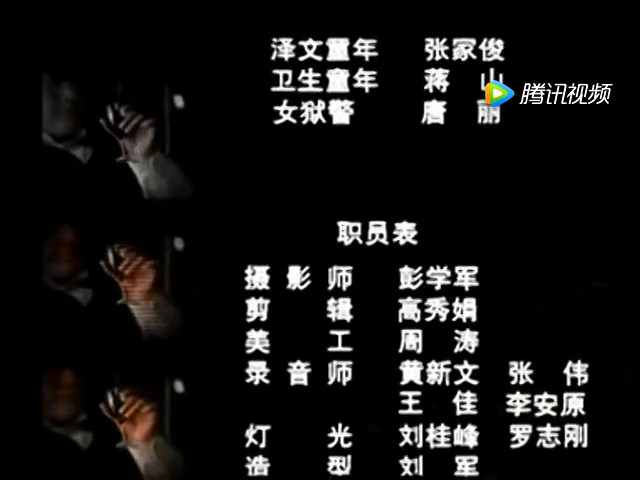 泽文童年 张冢俊
卫生童年 蒋 山
腾讯视频
女狱警 唐 丽
职员表
摄影师 彭学军
剪辑 高秀娟
美工 周涛
录音师 黄新文 张伟
王佳 李安原
灯光 刘桂峰 罗志刚
造型 刘军